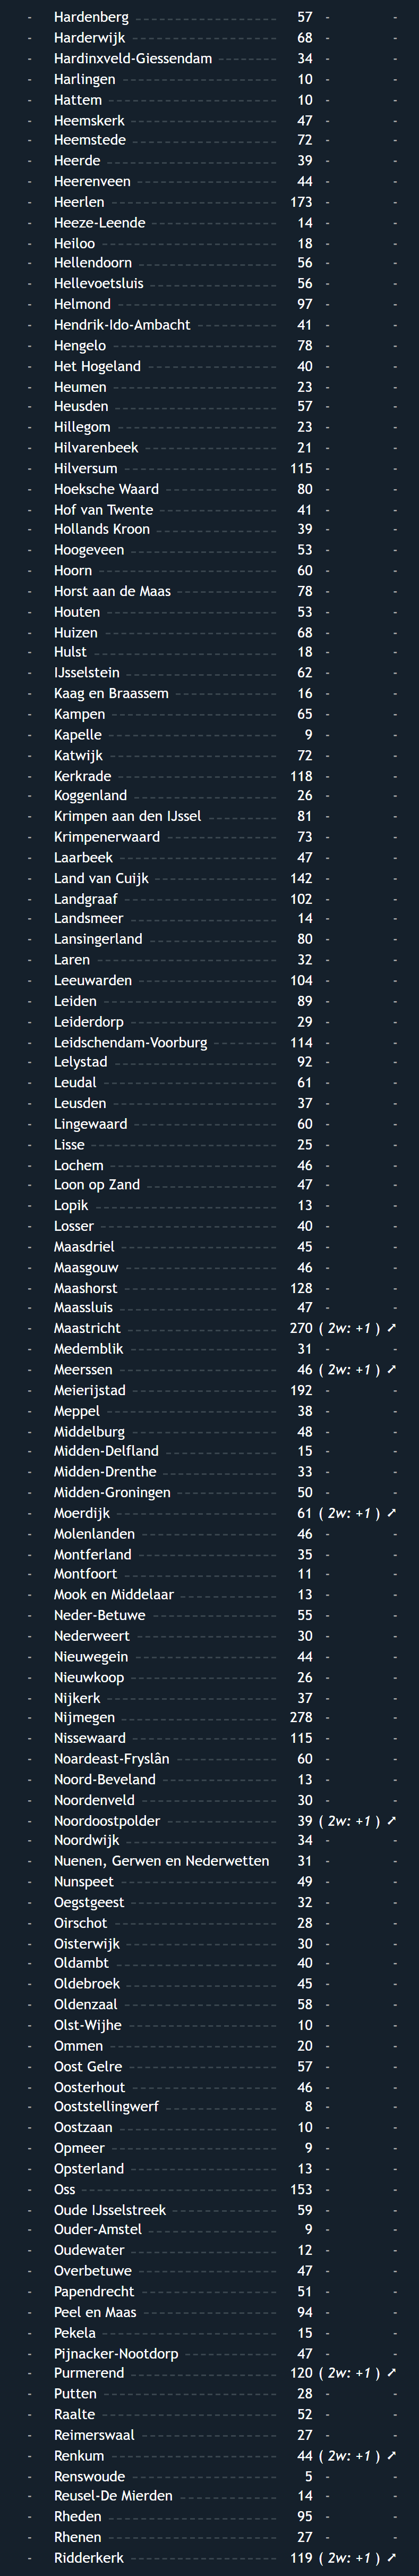 - Hardenberg 57 - -
- Harderwijk 68 - -
- Hardinxveld-Giessendam 34 - -
- Harlingen 10 - -
- Hattem 10 - -
- Heemskerk 47 - -
- Heemstede 72 - -
- Heerde 39 - -
- Heerenveen 44 - -
- Heerlen 173 - -
- Heeze-Leende 14 - -
- Heiloo 18 - -
- Hellendoorn 56 - -
- Hellevoetsluis 56 - -
- Helmond 97 - -
- Hendrik-Ido-Ambacht 41 - -
- Hengelo 78 - -
- Het Hogeland 40 - -
- Heumen 23 - -
- Heusden 57 - -
- Hillegom 23 - -
- Hilvarenbeek 21 - -
- Hilversum 115 - -
- Hoeksche Waard 80 - -
- Hof van Twente 41 - -
- Hollands Kroon 39 - -
- Hoogeveen 53 - -
- Hoorn 60 - -
- Horst aan de Maas 78 - -
- Houten 53 - -
- Huizen 68 - -
- Hulst 18 - -
- IJsselstein 62 - -
- Kaag en Braassem 16 - -
- Kampen 65 - -
- Kapelle 9 - -
- Katwijk 72 - -
- Kerkrade 118 - -
- Koggenland 26 - -
- Krimpen aan den IJssel 81 - -
- Krimpenerwaard 73 - -
- Laarbeek 47 - -
- Land van Cuijk 142 - -
- Landgraaf 102 - -
- Landsmeer 14 - -
- Lansingerland 80 - -
- Laren 32 - -
- Leeuwarden 104 - -
- Leiden 89 - -
- Leiderdorp 29 - -
- Leidschendam-Voorburg 114 - -
- Lelystad 92 - -
- Leudal 61 - -
- Leusden 37 - -
- Lingewaard 60 - -
- Lisse 25 - -
- Lochem 46 - -
- Loon op Zand 47 - -
- Lopik 13 - -
- Losser 40 - -
- Maasdriel 45 - -
- Maasgouw 46 - -
- Maashorst 128 - -
- Maassluis 47 - -
- Maastricht 270 ( 2w: +1 ) ➚
- Medemblik 31 - -
- Meerssen 46 ( 2w: +1 ) ➚
- Meierijstad 192 - -
- Meppel 38 - -
- Middelburg 48 - -
- Midden-Delfland 15 - -
- Midden-Drenthe 33 - -
- Midden-Groningen 50 - -
- Moerdijk 61 ( 2w: +1 ) ➚
- Molenlanden 46 - -
- Montferland 35 - -
- Montfoort 11 - -
- Mook en Middelaar 13 - -
- Neder-Betuwe 55 - -
- Nederweert 30 - -
- Nieuwegein 44 - -
- Nieuwkoop 26 - -
- Nijkerk 37 - -
- Nijmegen 278 - -
- Nissewaard 115 - -
- Noardeast-Fryslân 60 - -
- Noord-Beveland 13 - -
- Noordenveld 30 - -
- Noordoostpolder 39 ( 2w: +1 ) ➚
- Noordwijk 34 - -
- Nuenen, Gerwen en Nederwetten 31 - -
- Nunspeet 49 - -
- Oegstgeest 32 - -
- Oirschot 28 - -
- Oisterwijk 30 - -
- Oldambt 40 - -
- Oldebroek 45 - -
- Oldenzaal 58 - -
- Olst-Wijhe 10 - -
- Ommen 20 - -
- Oost Gelre 57 - -
- Oosterhout 46 - -
- Ooststellingwerf 8 - -
- Oostzaan 10 - -
- Opmeer 9 - -
- Opsterland 13 - -
- Oss 153 - -
- Oude IJsselstreek 59 - -
- Ouder-Amstel 9 - -
- Oudewater 12 - -
- Overbetuwe 47 - -
- Papendrecht 51 - -
- Peel en Maas 94 - -
- Pekela 15 - -
- Pijnacker-Nootdorp 47 - -
- Purmerend 120 ( 2w: +1 ) ➚
- Putten 28 - -
- Raalte 52 - -
- Reimerswaal 27 - -
- Renkum 44 ( 2w: +1 ) ➚
- Renswoude 5 - -
- Reusel-De Mierden 14 - -
- Rheden 95 - -
- Rhenen 27 - -
- Ridderkerk 119 ( 2w: +1 ) ➚